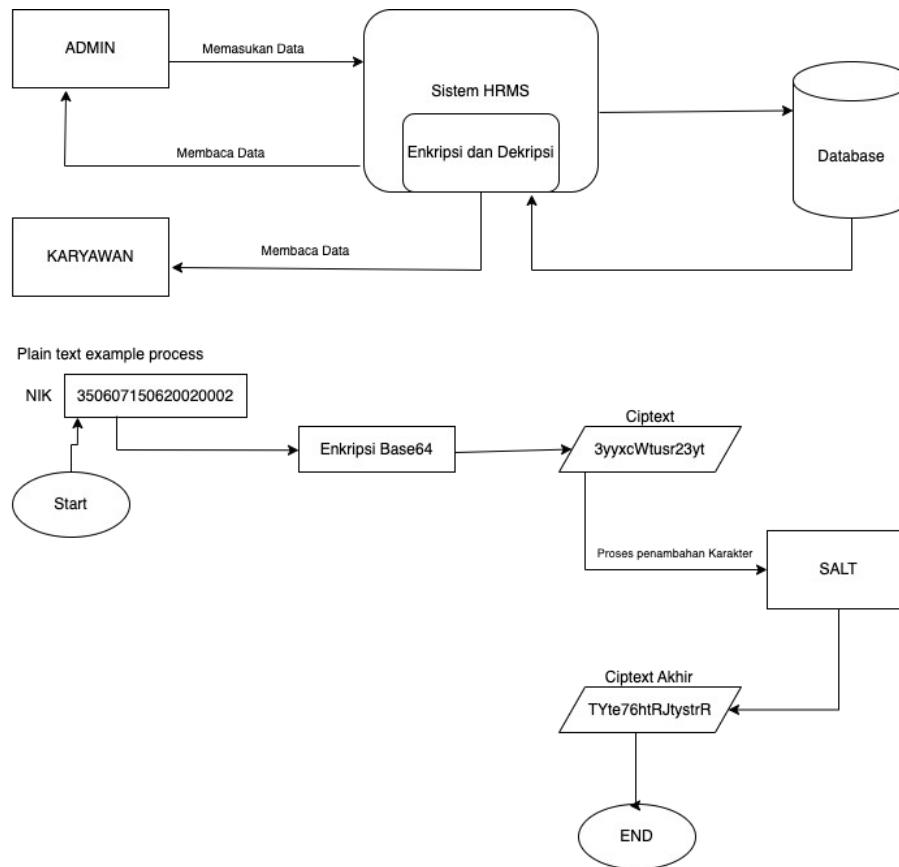 ADMIN
Memasukan Data
Sistem HRMS
Enkripsi dan Dekripsi
Database
Membaca Data
KARYAWAN
Membaca Data
Plain text example process
NIK
350607150620020002
Start
Enkripsi Base64
Ciptext
3yyxcWtusr23yt
Proses penambahan Karakter
SALT
Ciptext Akhir
TYte76htRJtystrR
END